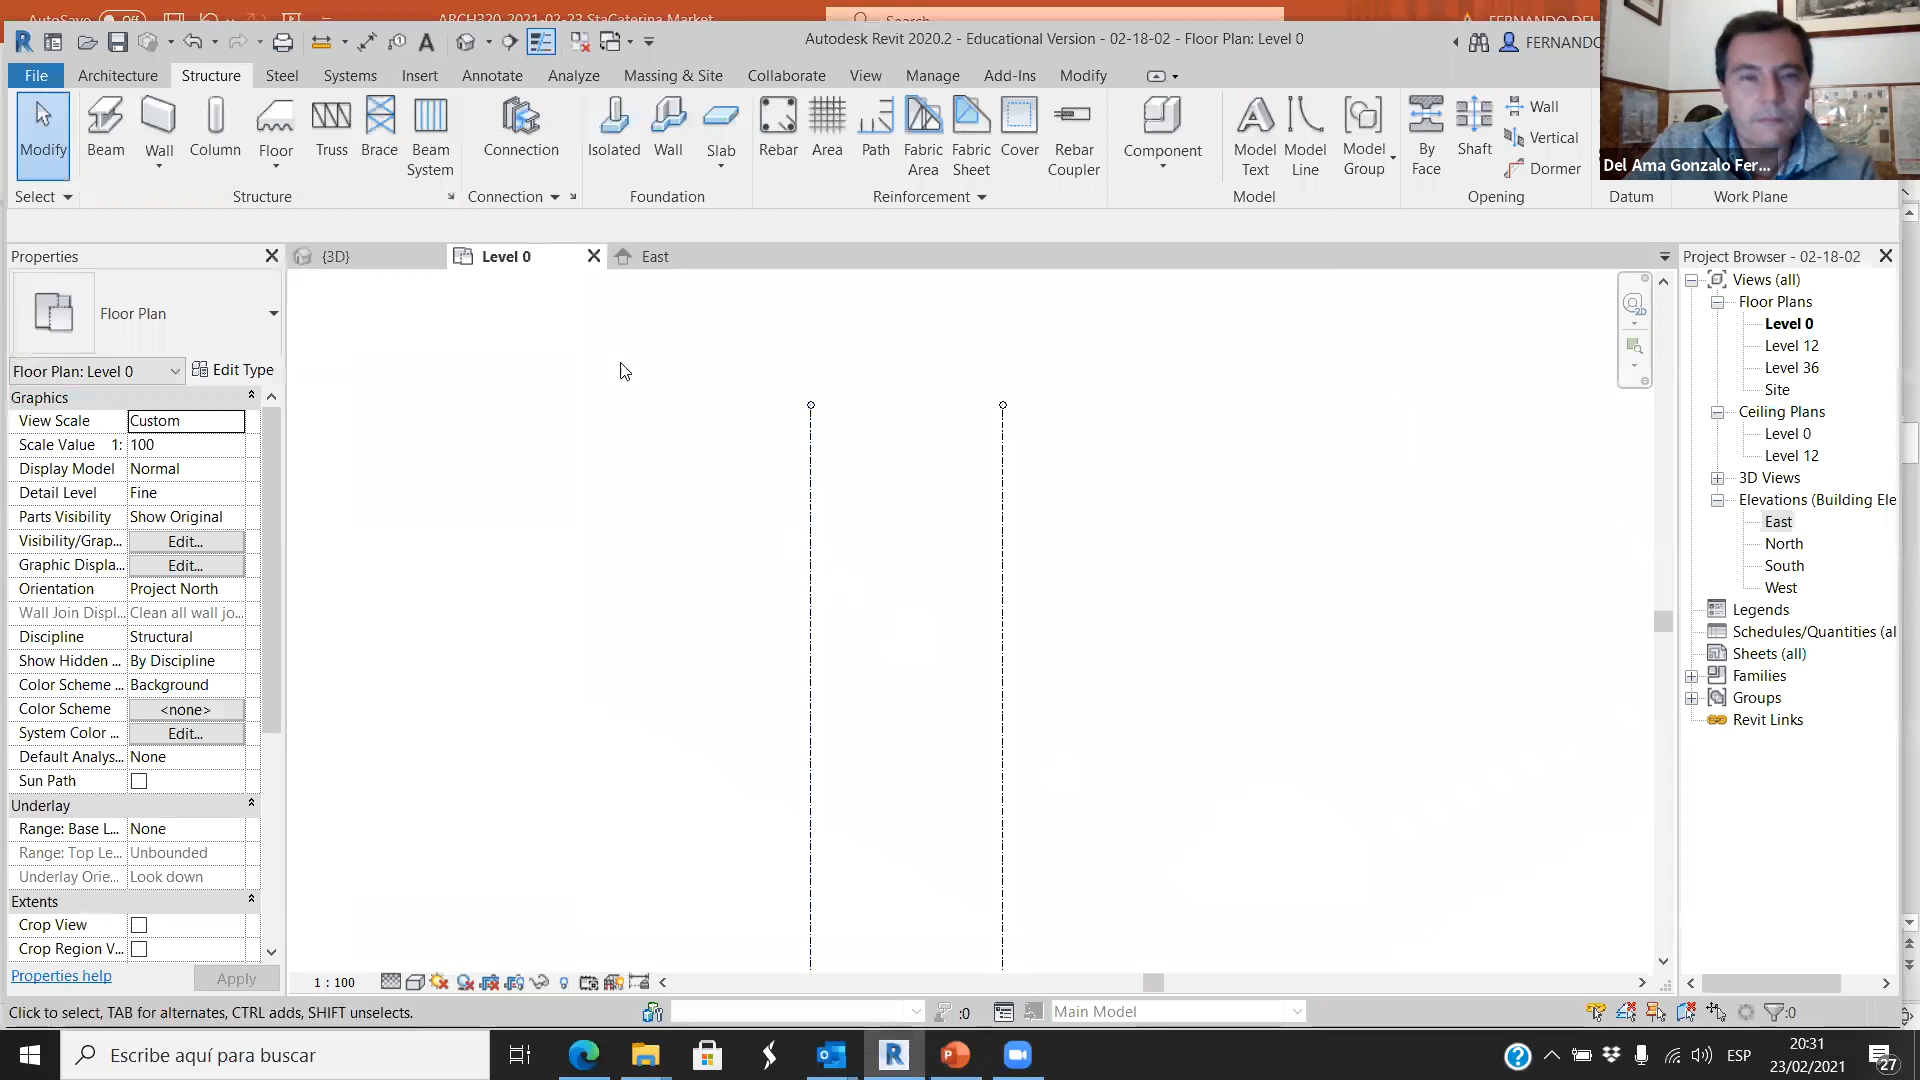 AutoSave Off ARCH320_2021-02-23 StaCaterina Market Search FERNANDO DEL
Autodesk Revit 2020.2 - Educational Version - 02-18-02 - Floor Plan: Level 0 FERNANDO
File Architecture Structure Steel Systems Insert Annotate Analyze Massing & Site Collaborate View Manage Add-Ins Modify
Modify Beam Wall Column Floor Truss Brace Beam System Connection Isolated Wall Slab Rebar Area Path Fabric Area Fabric Sheet Cover Rebar Coupler Component Model Text Model Line Model Group By Face Shaft Wall Vertical Dormer
Del Ama Gonzalo Fer...
Select Structure Connection Foundation Reinforcement Model Opening Datum Work Plane
Properties {3D} Level 0 East Project Browser - 02-18-02
Floor Plan
Floor Plan: Level 0 Edit Type
Graphics
View Scale Custom
Scale Value 1: 100
Display Model Normal
Detail Level Fine
Parts Visibility Show Original
Visibility/Grap... Edit...
Graphic Displa... Edit...
Orientation Project North
Wall Join Displ... Clean all wall jo...
Discipline Structural
Show Hidden ... By Discipline
Color Scheme ... Background
Color Scheme <none>
System Color ... Edit...
Default Analys... None
Sun Path
Underlay
Range: Base L... None
Range: Top Le... Unbounded
Underlay Orie... Look down
Extents
Crop View
Crop Region V...
Properties help Apply
2D
Views (all)
Floor Plans
Level 0
Level 12
Level 36
Site
Ceiling Plans
Level 0
Level 12
3D Views
Elevations (Building Ele
East
North
South
West
Legends
Schedules/Quantities (al
Sheets (all)
Families
Groups
Revit Links
1 : 100
Click to select, TAB for alternates, CTRL adds, SHIFT unselects. :0 Main Model :0
Escribe aquí para buscar ESP 20:31
23/02/2021 27